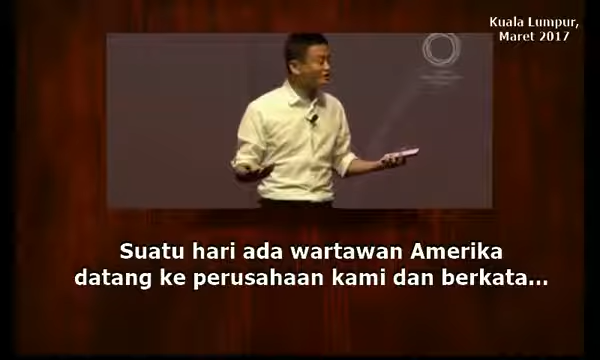 Kuala Lumpur,
Maret 2017
Suatu hari ada wartawan Amerika
datang ke perusahaan kami dan berkata...